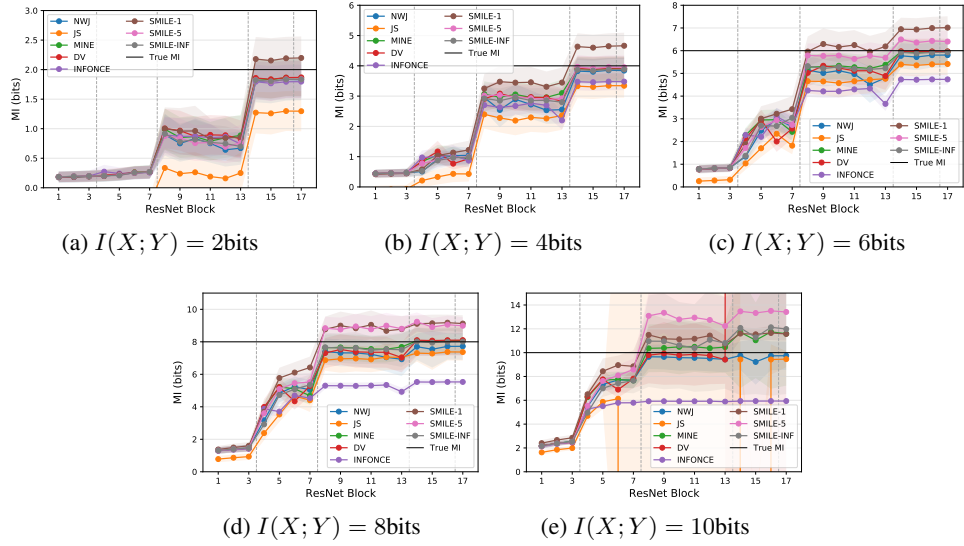 3.0
2.5
2.0
1.5
1.0
0.5
0.0
MI (bits)
NWJ
JS
MINE
DV
INFONCE
SMILE-1
SMILE-5
SMILE-INF
True MI
1 3 5 7 9 11 13 15 17
ResNet Block
(a) I(X; Y) = 2bits
6
5
4
3
2
1
0
MI (bits)
NWJ
JS
MINE
DV
INFONCE
SMILE-1
SMILE-5
SMILE-INF
True MI
1 3 5 7 9 11 13 15 17
ResNet Block
(b) I(X; Y) = 4bits
8
7
6
5
4
3
2
1
0
MI (bits)
NWJ
JS
MINE
DV
INFONCE
SMILE-1
SMILE-5
SMILE-INF
True MI
1 3 5 7 9 11 13 15 17
ResNet Block
(c) I(X; Y) = 6bits
10
8
6
4
2
0
MI (bits)
NWJ
JS
MINE
DV
INFONCE
SMILE-1
SMILE-5
SMILE-INF
True MI
1 3 5 7 9 11 13 15 17
ResNet Block
(d) I(X; Y) = 8bits
14
12
10
8
6
4
2
0
MI (bits)
NWJ
JS
MINE
DV
INFONCE
SMILE-1
SMILE-5
SMILE-INF
True MI
1 3 5 7 9 11 13 15 17
ResNet Block
(e) I(X; Y) = 10bits